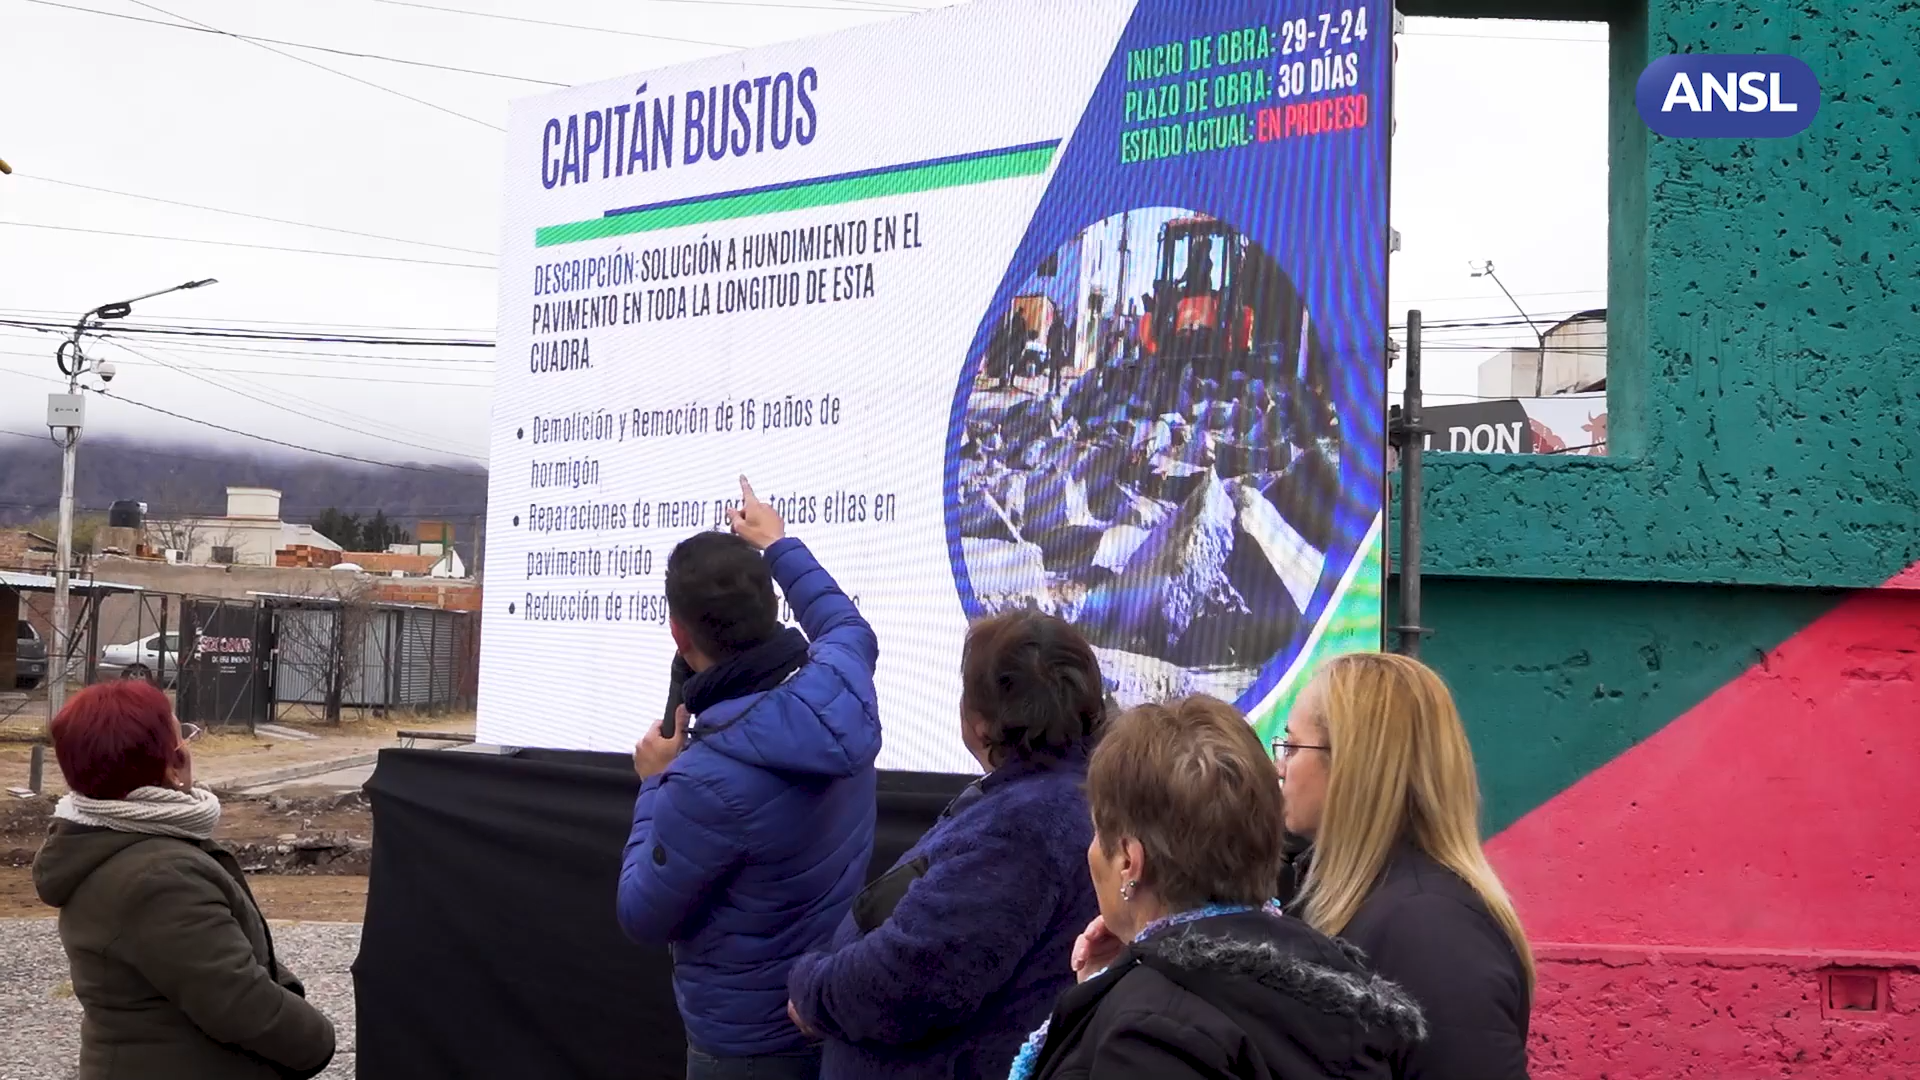 ANSL
CAPITÁN BUSTOS
INICIO DE OBRA: 29-7-24
PLAZO DE OBRA: 30 DÍAS
ESTADO ACTUAL: EN PROCESO
DESCRIPCIÓN: SOLUCIÓN A HUNDIMIENTO EN EL
PAVIMENTO EN TODA LA LONGITUD DE ESTA
CUADRA.
• Demolición y Remoción de 16 paños de
hormigón
• Reparaciones de menor todas ellas en
pavimento rígido
• Reducción de
DON